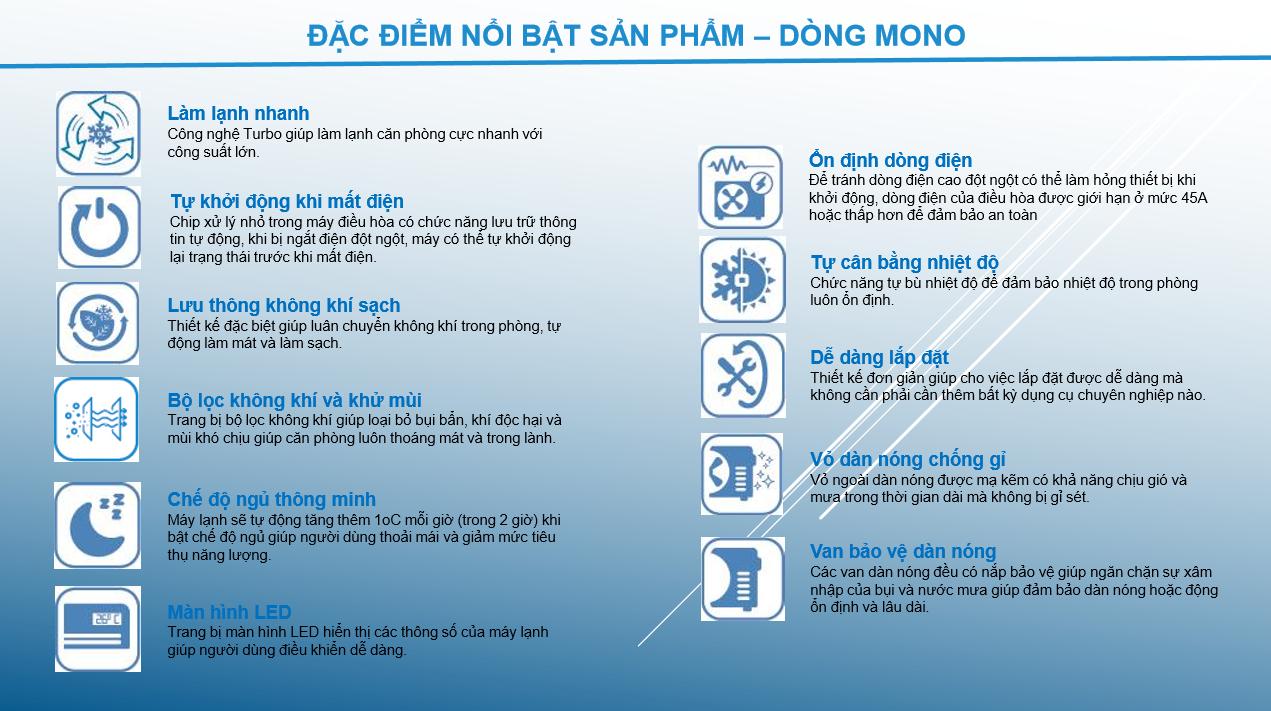 ĐẶC ĐIỂM NỔI BẬT SẢN PHẨM – DÒNG MONO
Làm lạnh nhanh
Công nghệ Turbo giúp làm lạnh căn phòng cực nhanh với
công suất lớn.
Tự khởi động khi mất điện
Chip xử lý nhỏ trong máy điều hòa có chức năng lưu trữ thông
tin tự động, khi bị ngắt điện đột ngột, máy có thể tự khởi động
lại trạng thái trước khi mất điện.
Lưu thông không khí sạch
Thiết kế đặc biệt giúp luân chuyển không khí trong phòng, tự
động làm mát và làm sạch.
Bộ lọc không khí và khử mùi
Trang bị bộ lọc không khí giúp loại bỏ bụi bẩn, khí độc hại và
mùi khó chịu giúp căn phòng luôn thoáng mát và trong lành.
Chế độ ngủ thông minh
Máy lạnh sẽ tự động tăng thêm 1oC mỗi giờ (trong 2 giờ) khi
bật chế độ ngủ giúp người dùng thoải mái và giảm mức tiêu
thụ năng lượng.
26°C
Màn hình LED
Trang bị màn hình LED hiển thị các thông số của máy lạnh
giúp người dùng điều khiển dễ dàng.
Ổn định dòng điện
Để tránh dòng điện cao đột ngột có thể làm hỏng thiết bị khi
khởi động, dòng điện của điều hòa được giới hạn ở mức 45A
hoặc thấp hơn để đảm bảo an toàn
Tự cân bằng nhiệt độ
Chức năng tự bù nhiệt độ để đảm bảo nhiệt độ trong phòng
luôn ổn định.
Dễ dàng lắp đặt
Thiết kế đơn giản giúp cho việc lắp đặt được dễ dàng mà
không cần phải cần thêm bất kỳ dụng cụ chuyên nghiệp nào.
Vỏ dàn nóng chống gỉ
Vỏ ngoài dàn nóng được mạ kẽm có khả năng chịu gió và
mưa trong thời gian dài mà không bị gỉ sét.
Van bảo vệ dàn nóng
Các van dàn nóng đều có nắp bảo vệ giúp ngăn chặn sự xâm
nhập của bụi và nước mưa giúp đảm bảo dàn nóng hoặc động
ổn định và lâu dài.